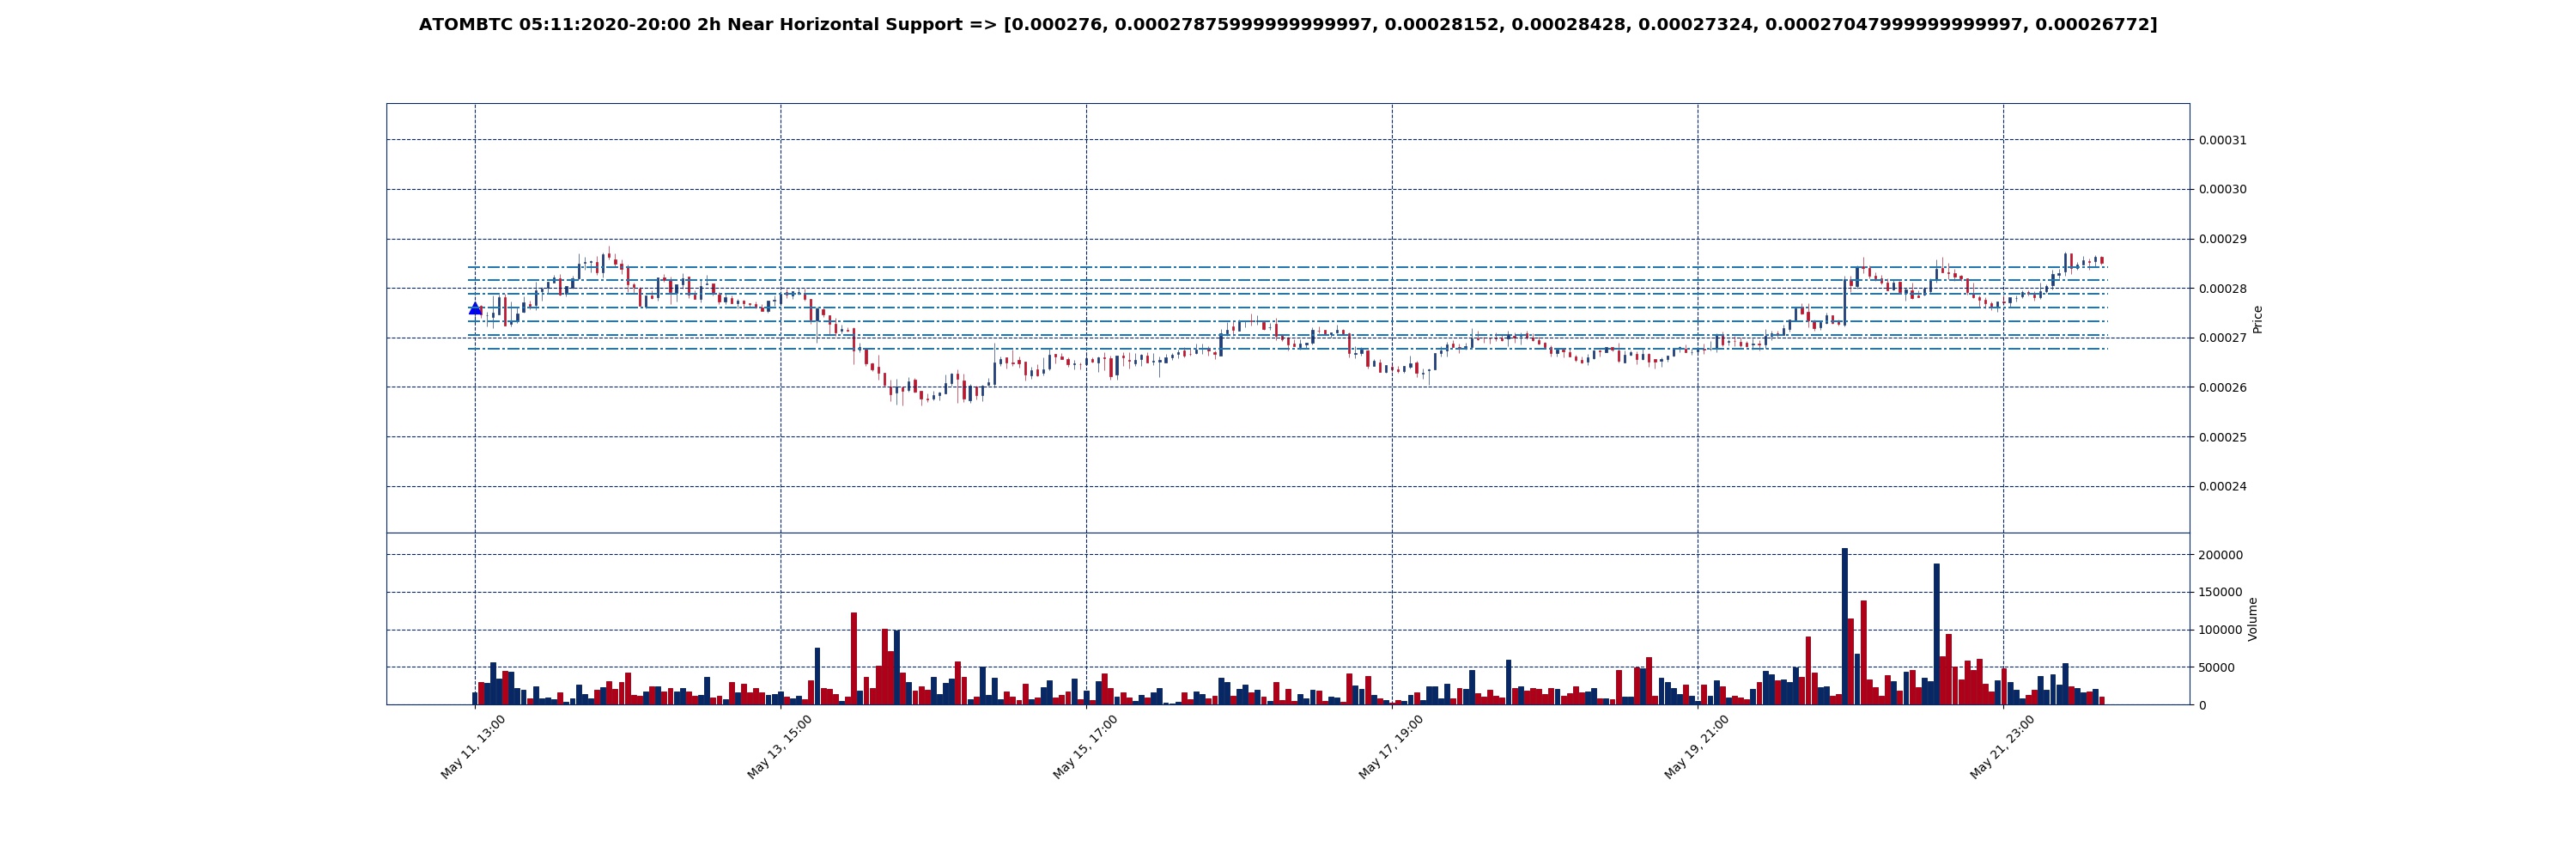 ATOMBTC 05:11:2020-20:00 2h Near Horizontal Support => [0.000276, 0.00027875999999999997, 0.00028152, 0.00028428, 0.00027324, 0.00027047999999999997, 0.00026772]
0.00031
0.00030
0.00029
0.00028
0.00027
0.00026
0.00025
0.00024
Price
200000
150000
100000
50000
0
Volume
May 11, 13:00
May 13, 15:00
May 15, 17:00
May 17, 19:00
May 19, 21:00
May 21, 23:00